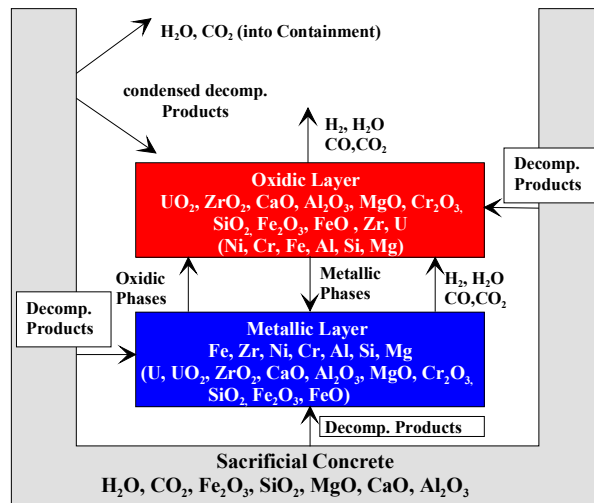 H₂O, CO₂ (into Containment)
condensed decomp.
Products
H₂, H₂O
CO,CO₂
Decomp.
Products
Oxidic Layer
UO₂, ZrO₂, CaO, Al₂O₃, MgO, Cr₂O₃,
SiO₂, Fe₂O₃, FeO , Zr, U
(Ni, Cr, Fe, Al, Si, Mg)
Oxidic
Phases
Metallic
Phases
H₂, H₂O
CO,CO₂
Decomp.
Products
Metallic Layer
Fe, Zr, Ni, Cr, Al, Si, Mg
(U, UO₂, ZrO₂, CaO, Al₂O₃, MgO, Cr₂O₃,
SiO₂, Fe₂O₃, FeO)
Decomp. Products
Sacrificial Concrete
H₂O, CO₂, Fe₂O₃, SiO₂, MgO, CaO, Al₂O₃